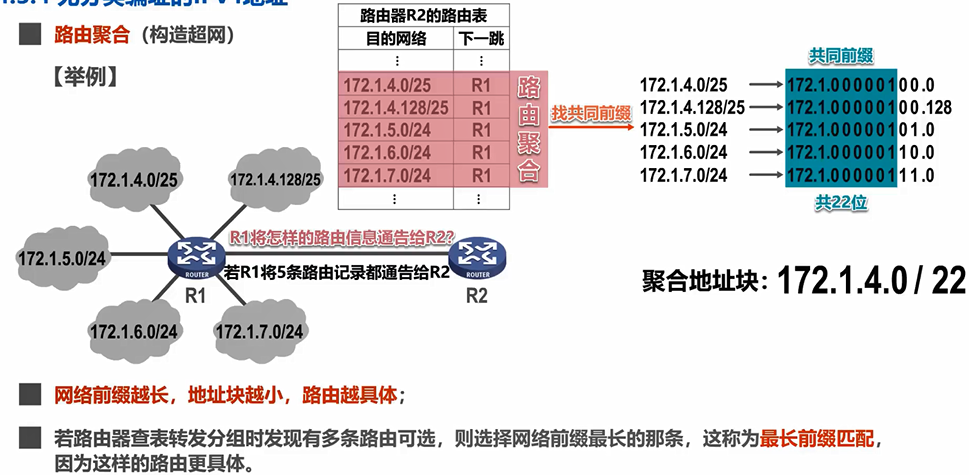 路由聚合（构造超网）
【举例】
路由器R2的路由表
目的网络 下一跳
⋮ ⋮
172.1.4.0/25 R1
172.1.4.128/25 R1
172.1.5.0/24 R1
172.1.6.0/24 R1
172.1.7.0/24 R1
⋮ ⋮
路由聚合
找共同前缀
共同前缀
172.1.4.0/25 172.1.00000100.0
172.1.4.128/25 172.1.00000100.128
172.1.5.0/24 172.1.00000101.0
172.1.6.0/24 172.1.00000110.0
172.1.7.0/24 172.1.00000111.0
共22位
172.1.4.0/25
172.1.4.128/25
172.1.5.0/24
172.1.6.0/24
172.1.7.0/24
ROUTER
R1
R1将怎样的路由信息通告给R2?
若R1将5条路由记录都通告给R2
ROUTER
R2
聚合地址块：172.1.4.0 / 22
网络前缀越长，地址块越小，路由越具体；
若路由器查表转发分组时发现有多条路由可选，则选择网络前缀最长的那条，这称为最长前缀匹配，
因为这样的路由更具体。